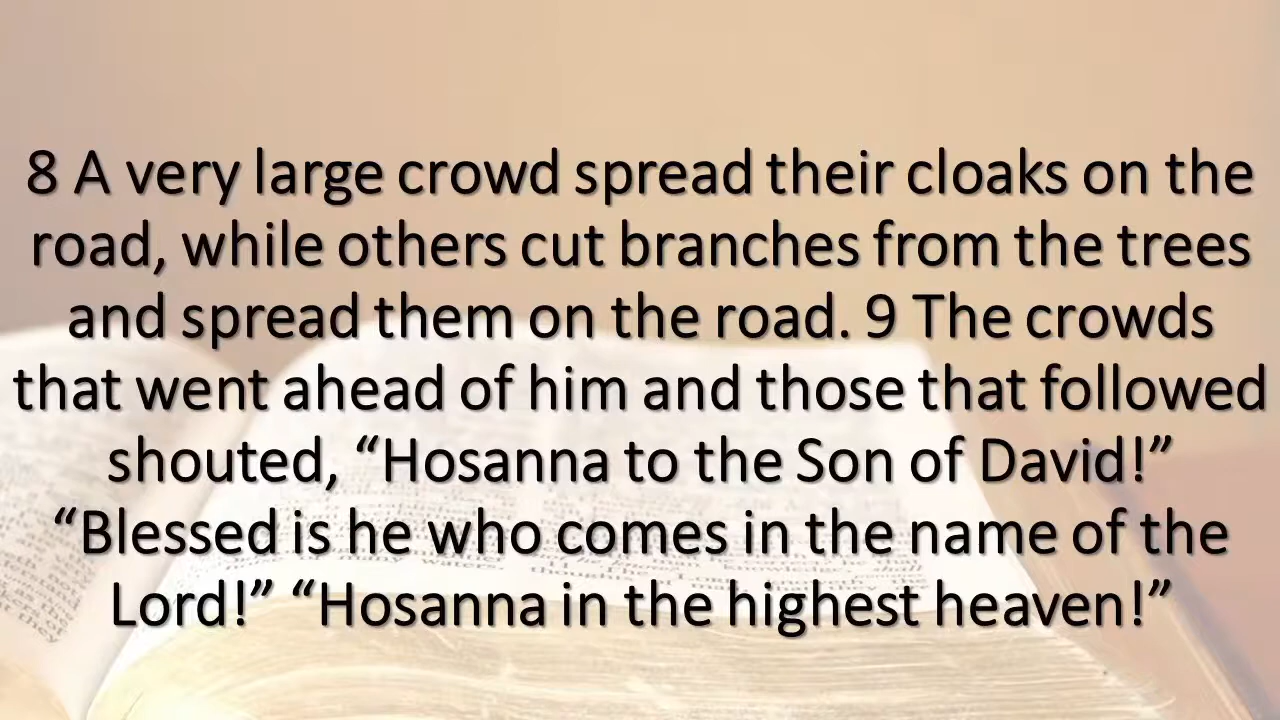 8 A very large crowd spread their cloaks on the
road, while others cut branches from the trees
and spread them on the road. 9 The crowds
that went ahead of him and those that followed
shouted, “Hosanna to the Son of David!”
“Blessed is he who comes in the name of the
Lord!” “Hosanna in the highest heaven!”